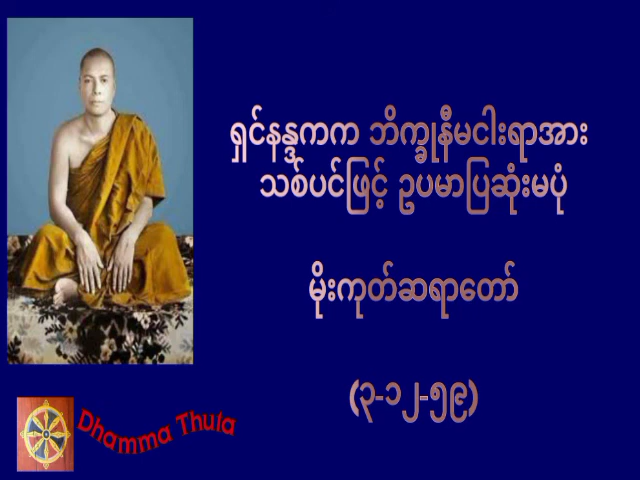 ရှင်နန္ဒကက ဘိက္ခုနီမငါးရာအား
သစ်ပင်ဖြင့် ဥပမာပြဆုံးမပုံ
မိုးကုတ်ဆရာတော်
(၃-၁၂-၅၉)
Dhamma Thuta